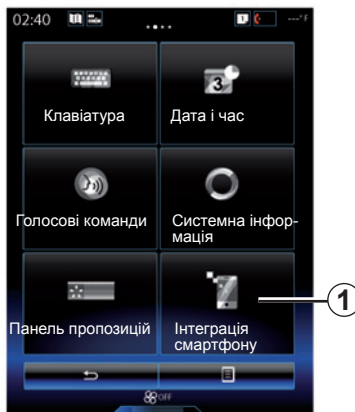 02:40
---°F
Клавіатура
Дата і час
Голосові команди
Системна інфор-
мація
Панель пропозицій
Інтеграція
смартфону
OFF
1